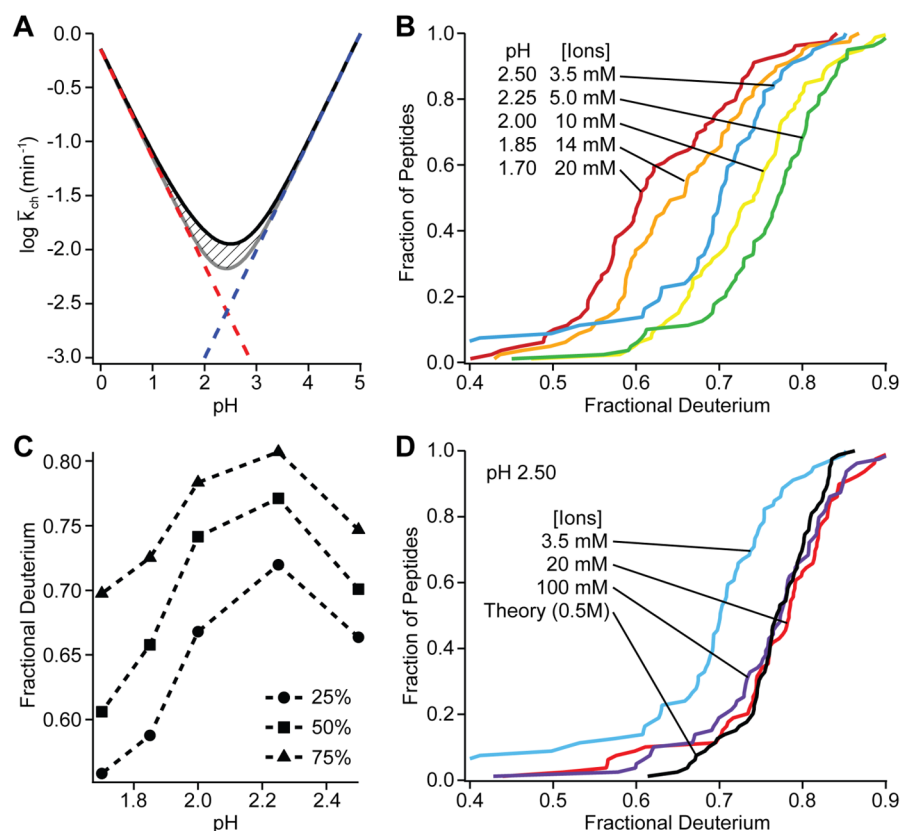 A
log k̄ch (min⁻¹)
0.0
-0.5
-1.0
-1.5
-2.0
-2.5
-3.0
0 1 2 3 4 5
pH
B
Fraction of Peptides
1.0
0.8
0.6
0.4
0.2
0.0
pH [Ions]
2.50 3.5 mM
2.25 5.0 mM
2.00 10 mM
1.85 14 mM
1.70 20 mM
0.4 0.5 0.6 0.7 0.8 0.9
Fractional Deuterium
C
Fractional Deuterium
0.80
0.75
0.70
0.65
0.60
25%
50%
75%
1.8 2.0 2.2 2.4
pH
D
Fraction of Peptides
1.0
0.8
0.6
0.4
0.2
0.0
pH 2.50
[Ions]
3.5 mM
20 mM
100 mM
Theory (0.5M)
0.4 0.5 0.6 0.7 0.8 0.9
Fractional Deuterium